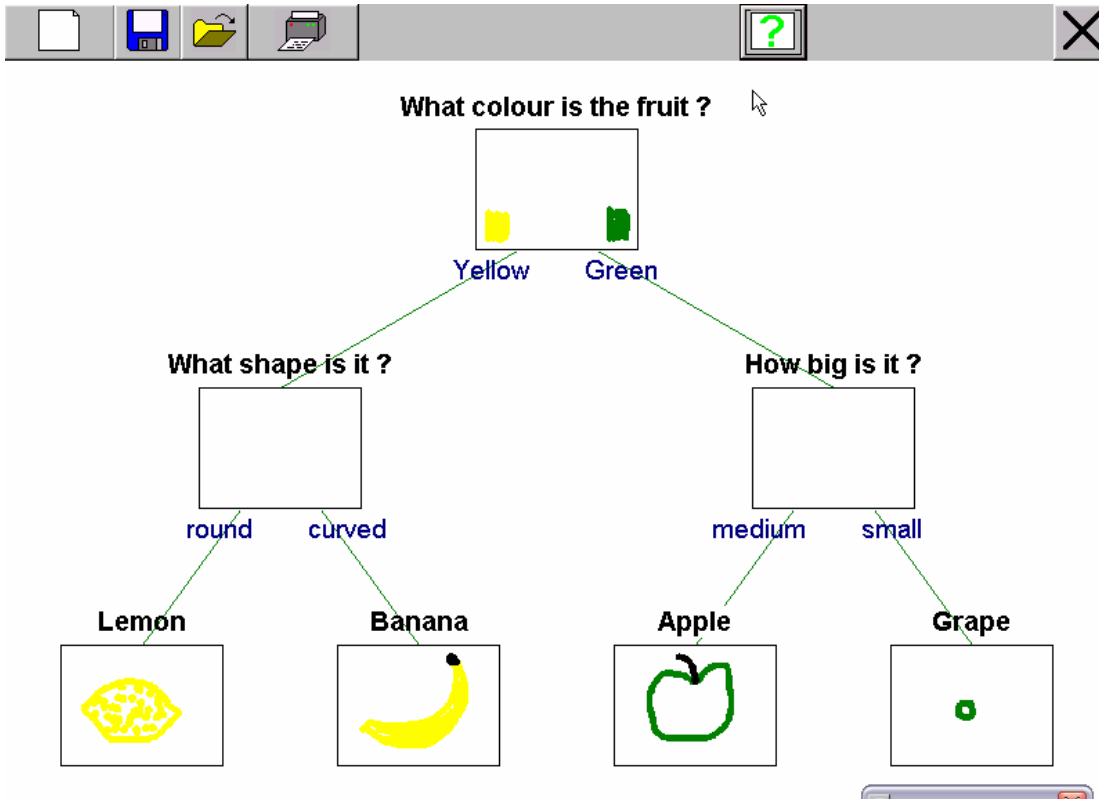 ?
What colour is the fruit ?
Yellow Green
What shape is it ? How big is it ?
round curved medium small
Lemon Banana Apple Grape